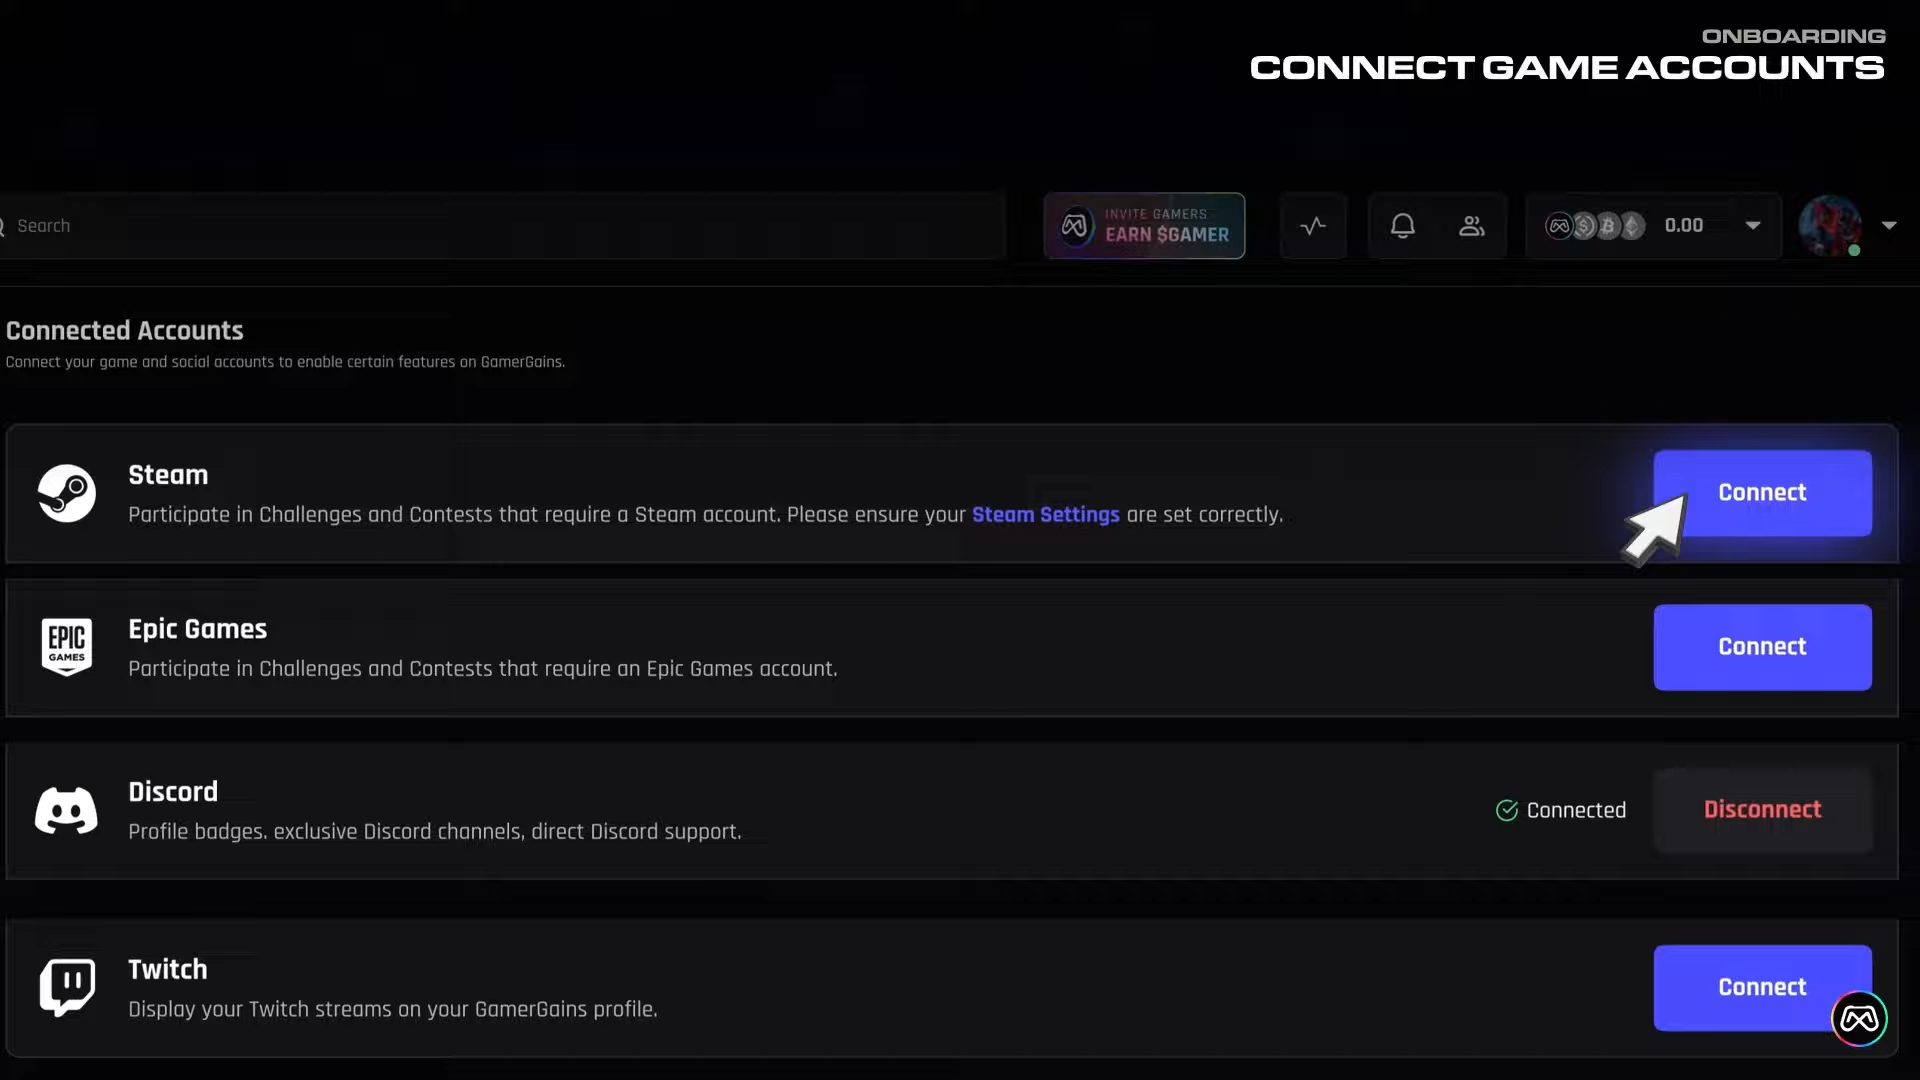 ONBOARDING
CONNECT GAME ACCOUNTS
Search
INVITE GAMERS
EARN $GAMER
0.00
Connected Accounts
Connect your game and social accounts to enable certain features on GamerGains.
Steam
Participate in Challenges and Contests that require a Steam account. Please ensure your Steam Settings are set correctly.
Connect
EPIC
GAMES
Epic Games
Participate in Challenges and Contests that require an Epic Games account.
Connect
Discord
Profile badges. exclusive Discord channels, direct Discord support.
Connected
Disconnect
Twitch
Display your Twitch streams on your GamerGains profile.
Connect